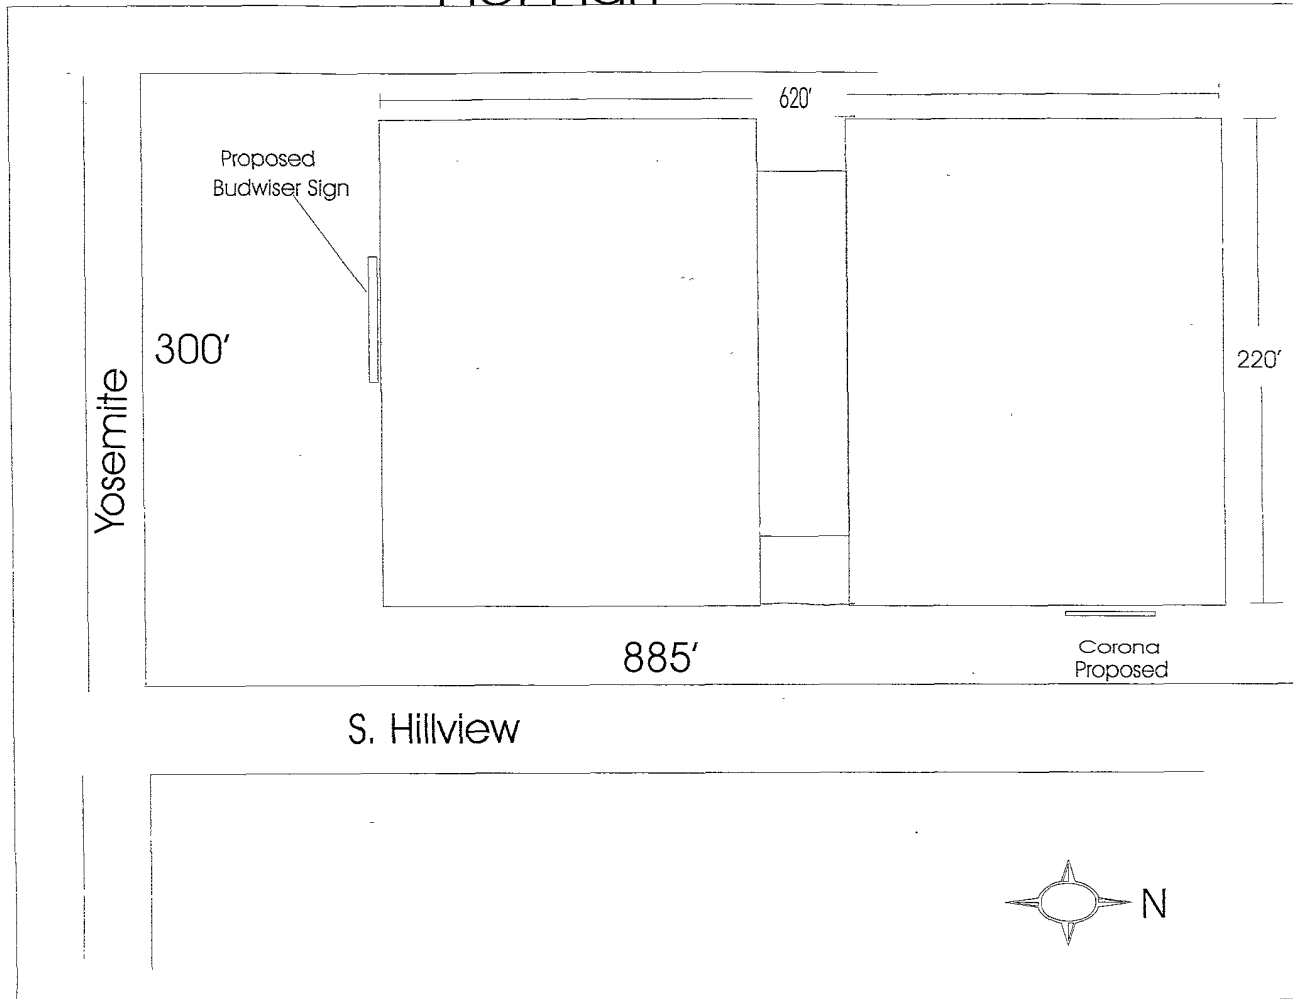 620'
Proposed
Budwiser Sign
300'
220'
Yosemite
885'
Corona
Proposed
S. Hillview
N